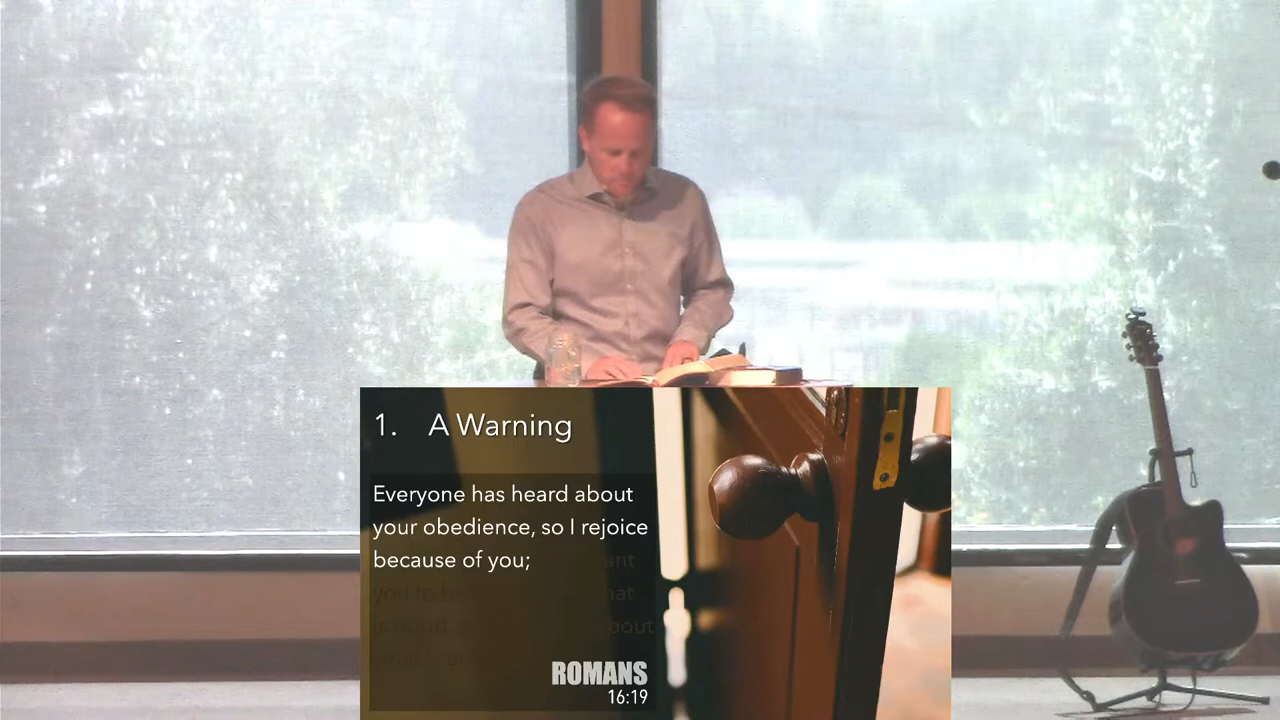 1. A Warning
Everyone has heard about
your obedience, so I rejoice
because of you;
ROMANS
16:19